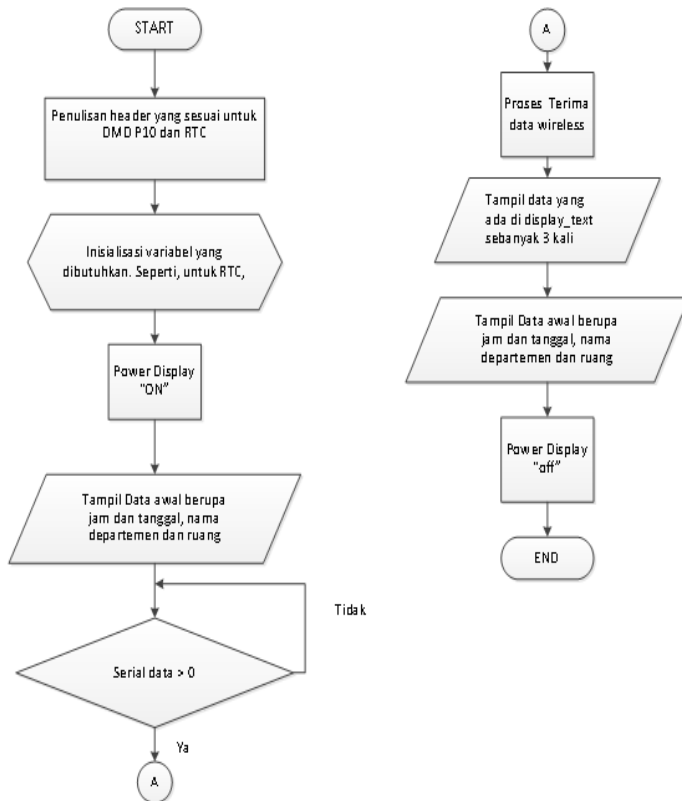 START
Penulisan header yang sesuai untuk
DMD P10 dan RTC
Inisialisasi variabel yang
dibutuhkan. Seperti, untuk RTC,
Power Display
"ON"
Tampil Data awal berupa
jam dan tanggal, nama
departemen dan ruang
Tidak
Serial data > 0
Ya
A
A
Proses Terima
data wireless
Tampil data yang
ada di display_text
sebanyak 3 kali
Tampil Data awal berupa
jam dan tanggal, nama
departemen dan ruang
Power Display
"off"
END